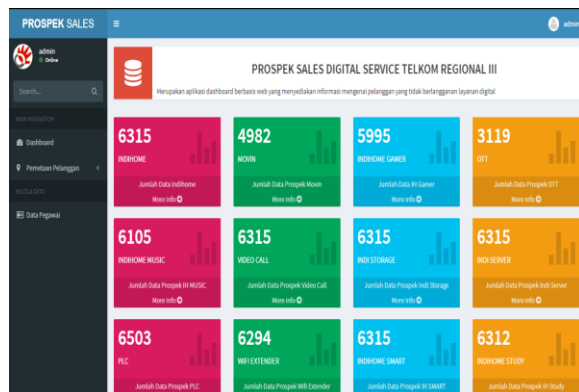 PROSPEK SALES
admin
admin
Online
Search...
MAIN NAVIGATION
Dashboard
Pemetaan Pelanggan
KELOLA DATA
Data Pegawai
PROSPEK SALES DIGITAL SERVICE TELKOM REGIONAL III
Merupakan aplikasi dashboard berbasis web yang menyediakan informasi mengenai pelanggan yang tidak berlangganan layanan digital
6315
INDIHOME
Jumlah Data Indihome
More info
4982
MOVIN
Jumlah Data Prospek Movin
More info
5995
INDIHOME GAMER
Jumlah Data IH Gamer
More info
3119
OTT
Jumlah Data Prospek OTT
More info
6105
INDIHOME MUSIC
Jumlah Data Prospek IH MUSIC
More info
6315
VIDEO CALL
Jumlah Data Prospek Video Call
More info
6315
INDI STORAGE
Jumlah Data Prospek Indi Storage
More info
6315
INDI SERVER
Jumlah Data Prospek Indi Server
More info
6503
PLC
Jumlah Data Prospek PLC
6294
WIFI EXTENDER
Jumlah Data Prospek Wifi Extender
6315
INDIHOME SMART
Jumlah Data Prospek IH SMART
6312
INDIHOME STUDY
Jumlah Data Prospek IH Study